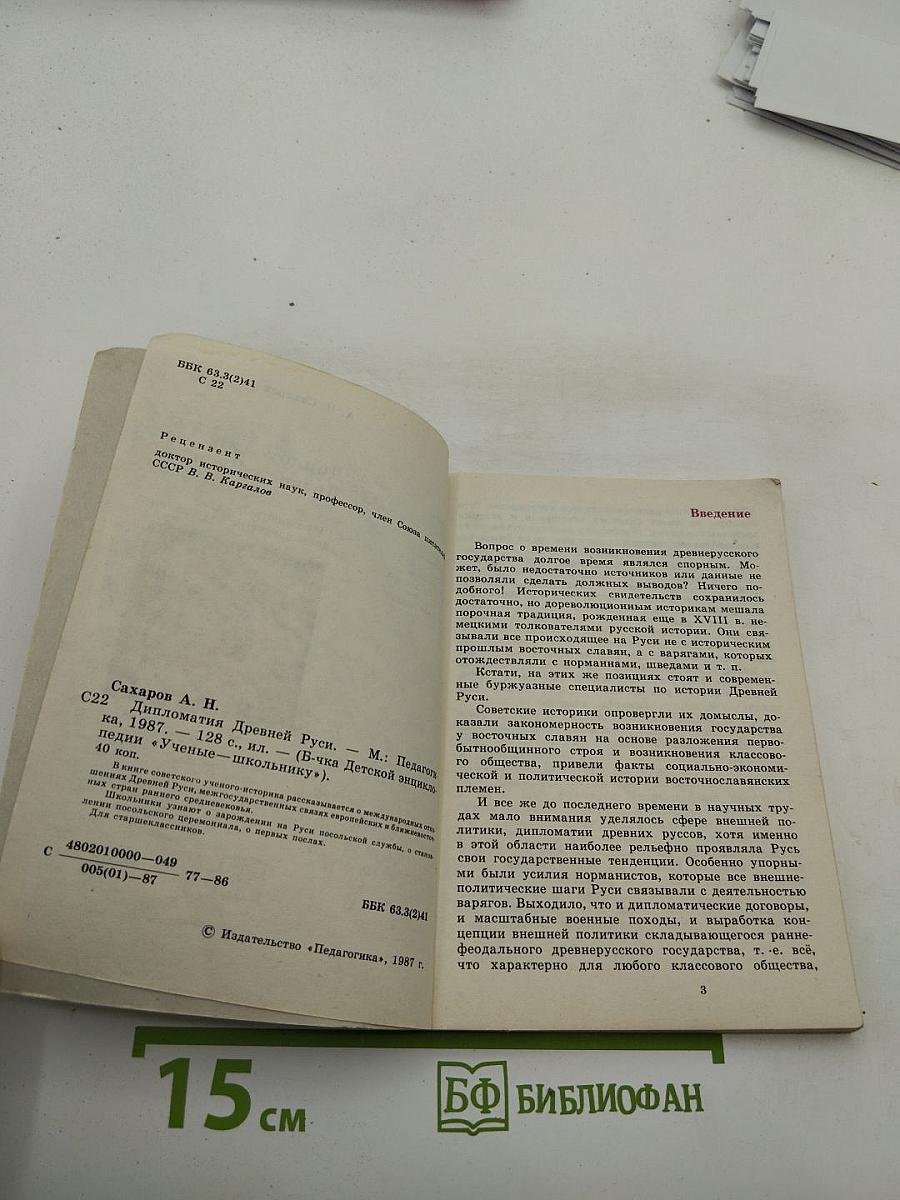 ББК 63.3(2)41
С 22
Рецензент
доктор исторических наук, профессор, член Союза
СССР В. В. Каргалов
Сахаров А. Н.
С22 Дипломатия Древней Руси. — М.: Педагоги-
ка, 1987. — 128 с., ил. — (Б-чка Детской энцикло-
педии «Ученые—школьнику»).
40 коп.
В книге советского ученого-историка рассказывается о международных отно-
шениях Древней Руси, межгосударственных связях европейских и ближневосточ-
ных стран раннего средневековья.
Школьники узнают о зарождении на Руси посольской службы, о станов-
лении посольского церемониала, о первых послах.
Для старшеклассников.
С 4802010000—049 77—86
005(01)—87
ББК 63.3(2)41
© Издательство «Педагогика», 1987 г.
Введение
Вопрос о времени возникновения древнерусского
государства долгое время являлся спорным. Мо-
жет, было недостаточно источников или данные не
позволяли сделать должных выводов? Ничего по-
добного! Исторических свидетельств сохранилось
достаточно, но дореволюционным историкам мешала
порочная традиция, рожденная еще в XVIII в. не-
мецкими толкователями русской истории. Они свя-
зывали все происходящее на Руси не с историческим
прошлым восточных славян, а с варягами, которых
отождествляли с норманнами, шведами и т. п.
Кстати, на этих же позициях стоят и современ-
ные буржуазные специалисты по истории Древней
Руси.
Советские историки опровергли их домыслы, до-
казали закономерность возникновения государства
у восточных славян на основе разложения перво-
бытнообщинного строя и возникновения классово-
го общества, привели факты социально-экономи-
ческой и политической истории восточнославянских
племен.
И все же до последнего времени в научных тру-
дах мало внимания уделялось сфере внешней по-
литики, дипломатии древних руссов, хотя именно
в этой области наиболее рельефно проявляла Русь
свои государственные тенденции. Особенно упорны-
ми были усилия норманистов, которые все внешне-
политические шаги Руси связывали с деятельностью
варягов. Выходило, что и дипломатические договоры,
и масштабные военные походы, и выработка кон-
цепции внешней политики складывающегося ранне-
феодального древнерусского государства, т. е. всё,
что характерно для любого классового общества,
3
15 см
БФ БИБЛИОФАН